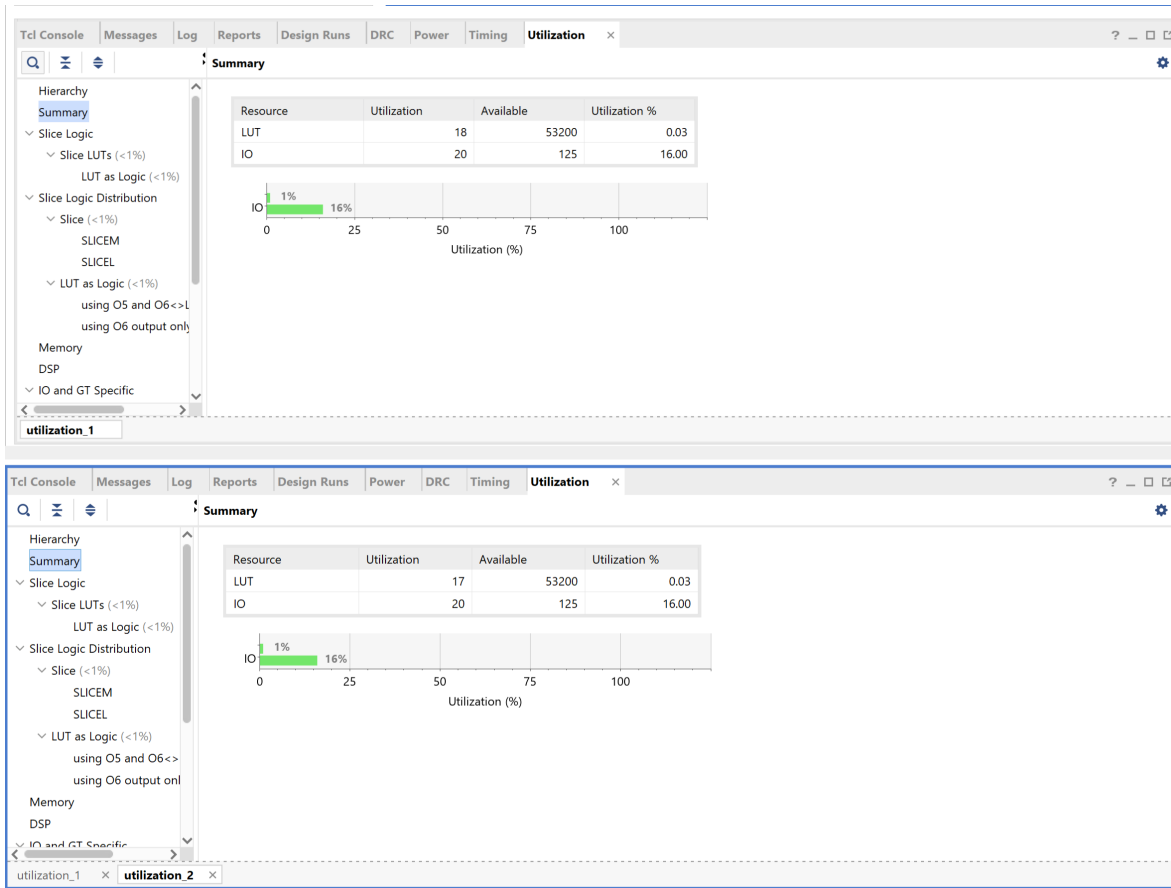 Tcl Console Messages Log Reports Design Runs DRC Power Timing Utilization × ?
Summary
Hierarchy
Summary
Slice Logic
Slice LUTs (<1%)
LUT as Logic (<1%)
Slice Logic Distribution
Slice (<1%)
SLICEM
SLICEL
LUT as Logic (<1%)
using O5 and O6<>L
using O6 output only
Memory
DSP
IO and GT Specific
Resource Utilization Available Utilization %
LUT 18 53200 0.03
IO 20 125 16.00
1%
IO 16%
0 25 50 75 100
Utilization (%)
utilization_1
Tcl Console Messages Log Reports Design Runs Power DRC Timing Utilization × ?
Summary
Hierarchy
Summary
Slice Logic
Slice LUTs (<1%)
LUT as Logic (<1%)
Slice Logic Distribution
Slice (<1%)
SLICEM
SLICEL
LUT as Logic (<1%)
using O5 and O6<>
using O6 output onl
Memory
DSP
IO and GT Specific
Resource Utilization Available Utilization %
LUT 17 53200 0.03
IO 20 125 16.00
1%
IO 16%
0 25 50 75 100
Utilization (%)
utilization_1 × utilization_2 ×